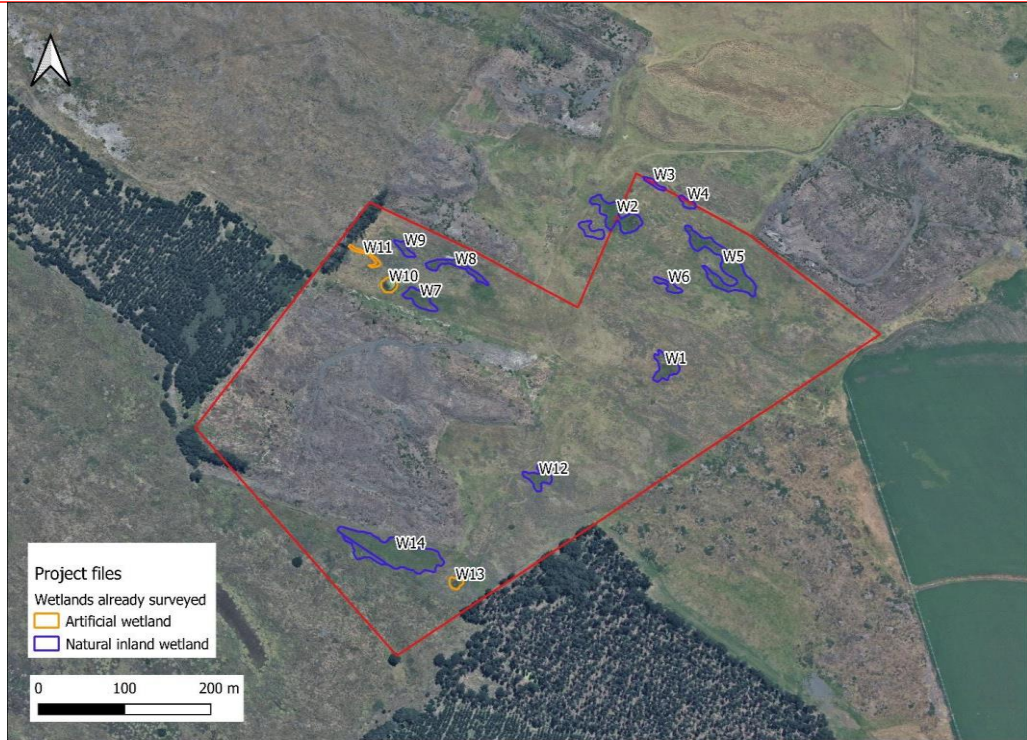 W3
W4
W2
W9
W11
W8
W5
W10
W6
W7
W1
W12
W14
W13
Project files
Wetlands already surveyed
Artificial wetland
Natural inland wetland
0 100 200 m